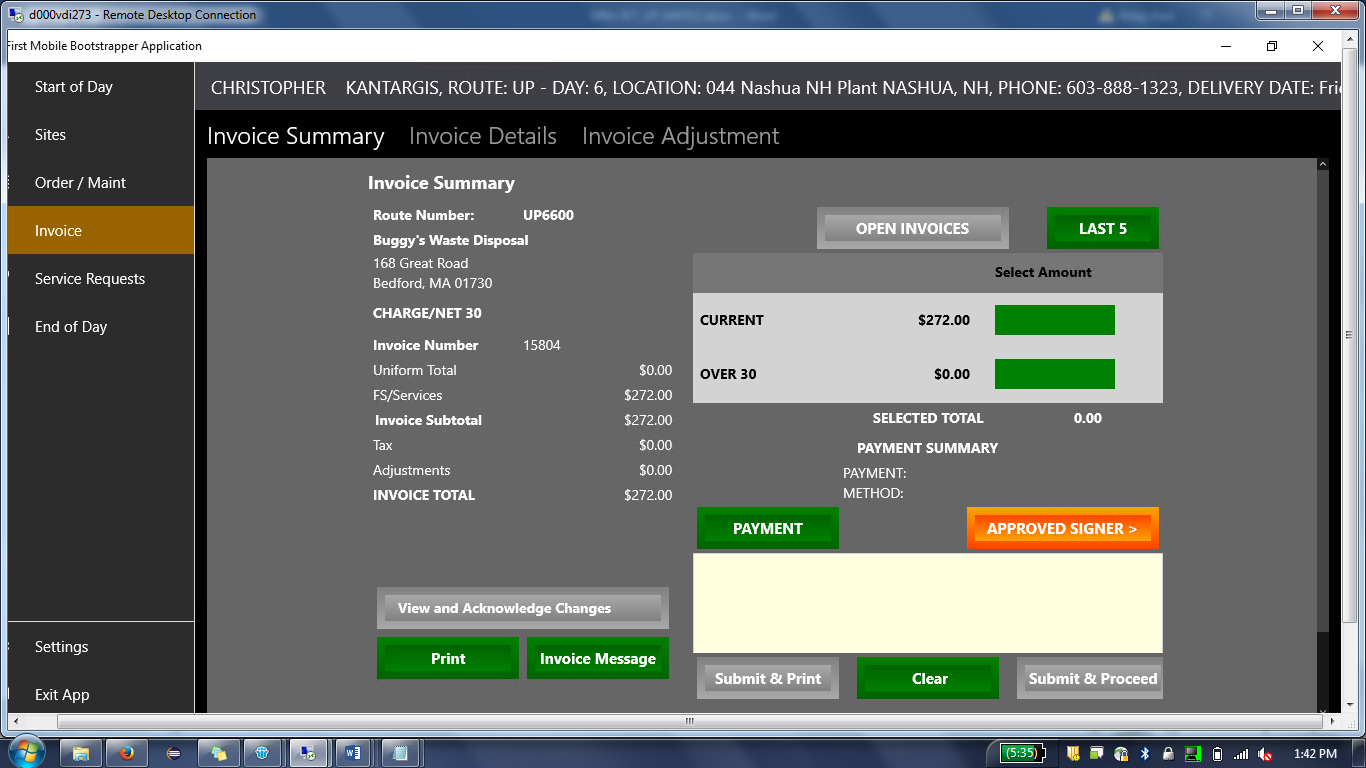 d000vdi273 - Remote Desktop Connection
First Mobile Bootstrapper Application
Start of Day
Sites
Order / Maint
Invoice
Service Requests
End of Day
Settings
Exit App
CHRISTOPHER KANTARGIS, ROUTE: UP - DAY: 6, LOCATION: 044 Nashua NH Plant NASHUA, NH, PHONE: 603-888-1323, DELIVERY DATE: Fri
Invoice Summary Invoice Details Invoice Adjustment
Invoice Summary
Route Number: UP6600
Buggy's Waste Disposal
168 Great Road
Bedford, MA 01730
CHARGE/NET 30
Invoice Number 15804
Uniform Total $0.00
FS/Services $272.00
Invoice Subtotal $272.00
Tax $0.00
Adjustments $0.00
INVOICE TOTAL $272.00
View and Acknowledge Changes
Print Invoice Message
OPEN INVOICES LAST 5
Select Amount
CURRENT $272.00
OVER 30 $0.00
SELECTED TOTAL 0.00
PAYMENT SUMMARY
PAYMENT:
METHOD:
PAYMENT APPROVED SIGNER >
Submit & Print Clear Submit & Proceed
(5:35) 1:42 PM